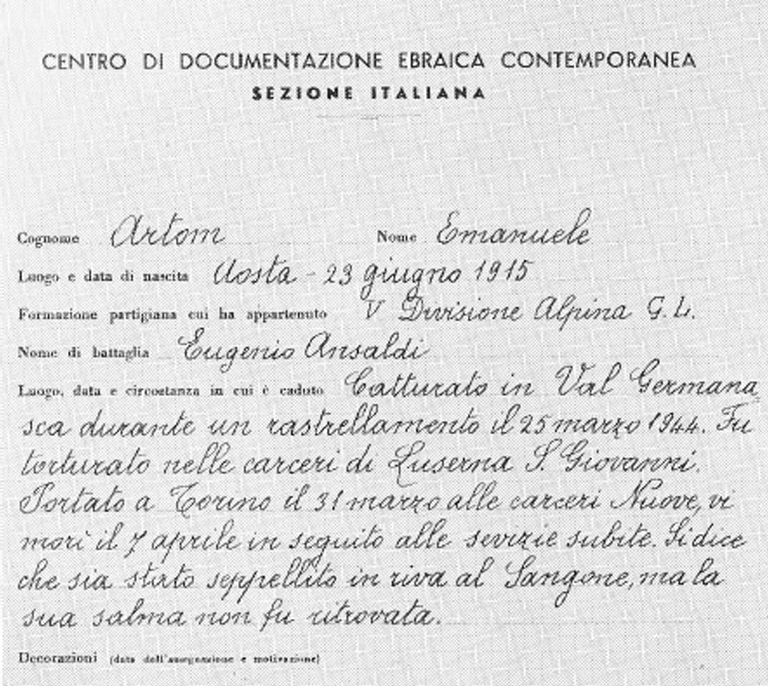 CENTRO DI DOCUMENTAZIONE EBRAICA CONTEMPORANEA
SEZIONE ITALIANA
Cognome Artom Nome Emanuele
Luogo e data di nascita Aosta - 23 giugno 1915
Formazione partigiana cui ha appartenuto V Divisione Alpina G.L.
Nome di battaglia Eugenio Ansaldi
Luogo, data e circostanza in cui è caduto Catturato in Val Germana
sca durante un rastrellamento il 25 marzo 1944. Fu
torturato nelle carceri di Luserna S. Giovanni.
Portato a Torino il 31 marzo alle carceri Nuove, vi
morì il 7 aprile in seguito alle sevizie subite. Si dice
che sia stato seppellito in riva al Sangone, ma la
sua salma non fu ritrovata.
Decorazioni (data dell'assegnazione e motivazione)